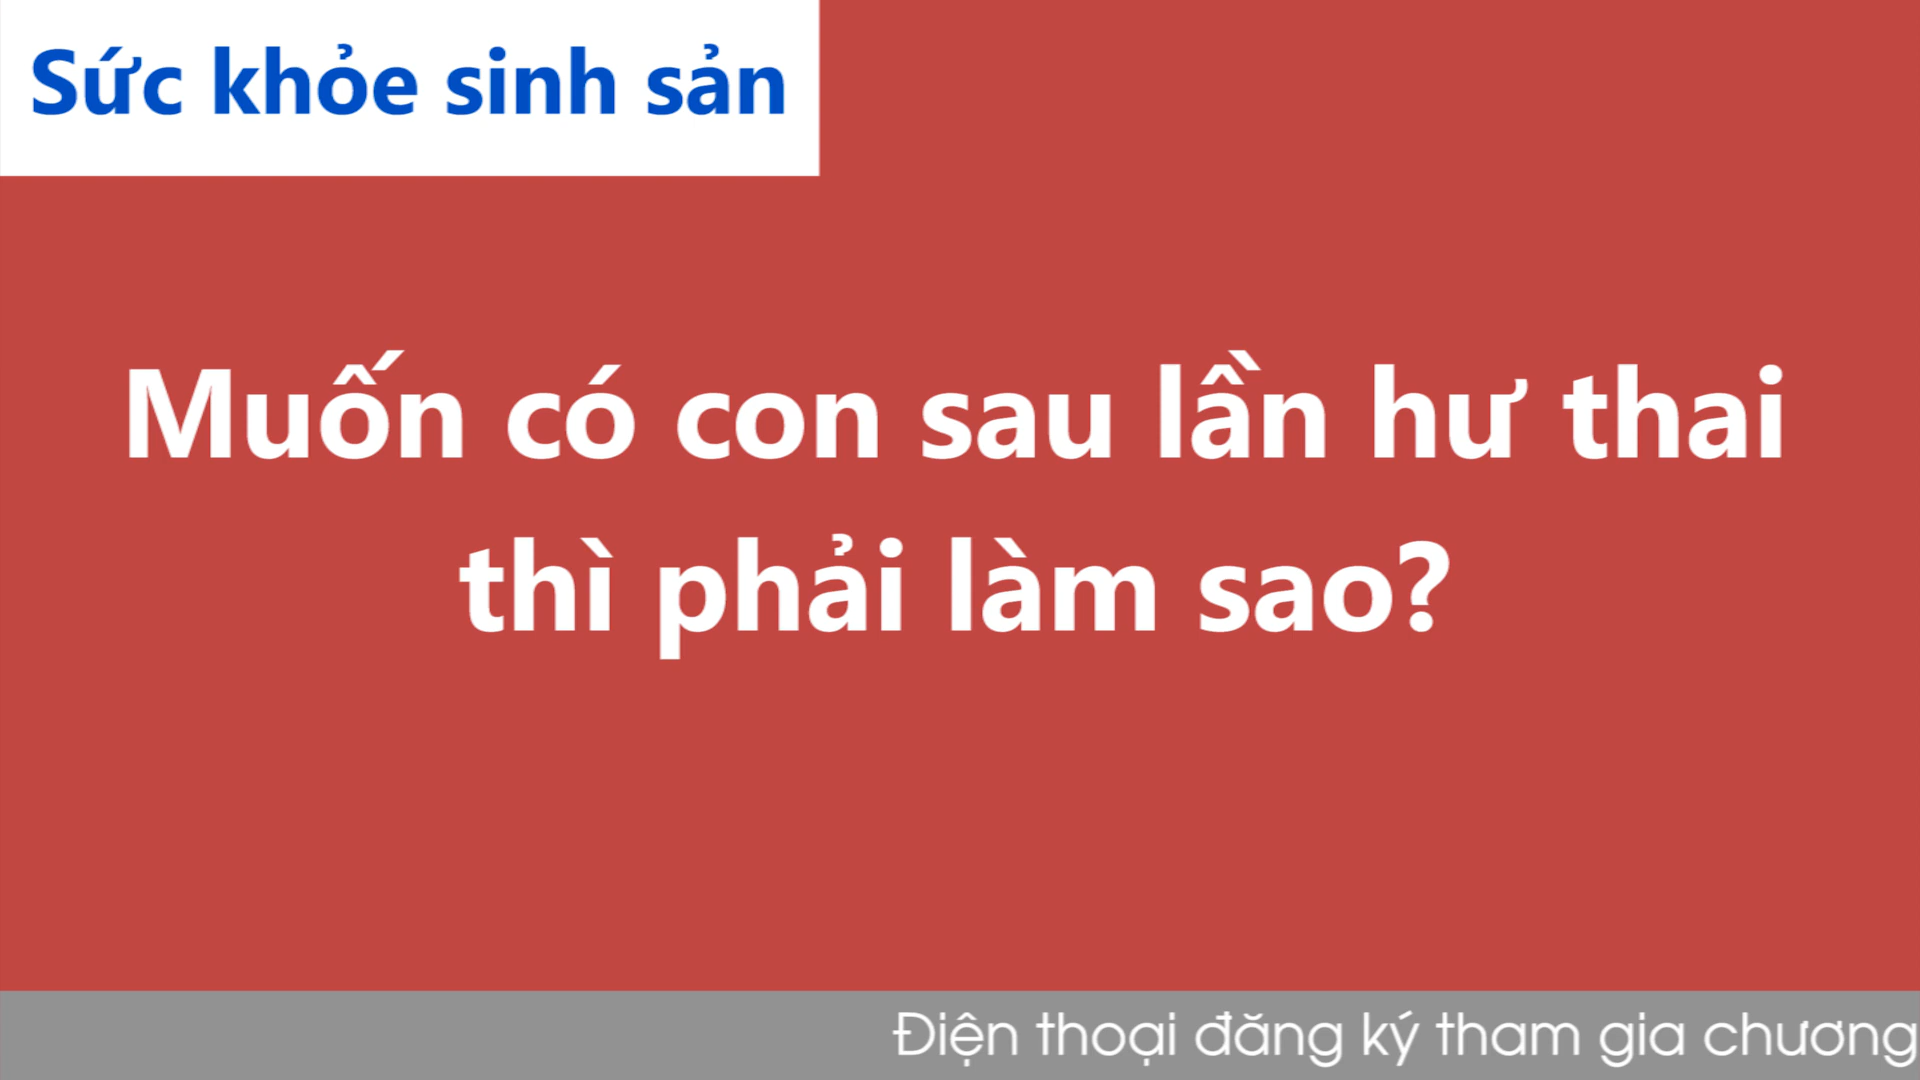 Sức khỏe sinh sản
Muốn có con sau lần hư thai
thì phải làm sao?
Điện thoại đăng ký tham gia chương